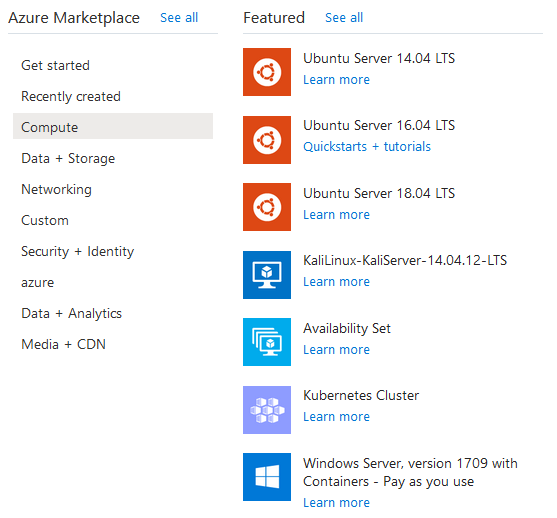 Azure Marketplace See all
Get started
Recently created
Compute
Data + Storage
Networking
Custom
Security + Identity
azure
Data + Analytics
Media + CDN
Featured See all
Ubuntu Server 14.04 LTS
Learn more
Ubuntu Server 16.04 LTS
Quickstarts + tutorials
Ubuntu Server 18.04 LTS
Learn more
KaliLinux-KaliServer-14.04.12-LTS
Learn more
Availability Set
Learn more
Kubernetes Cluster
Learn more
Windows Server, version 1709 with
Containers - Pay as you use
Learn more